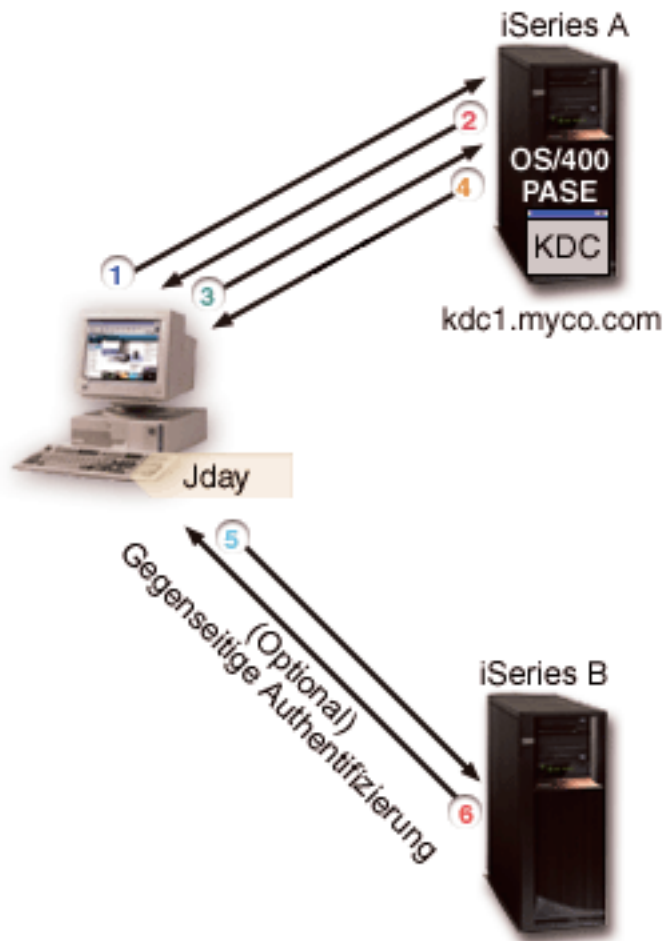 iSeries A
2
OS/400
PASE
4
KDC
1
3
kdc1.myco.com
Jday
5
(Optional)
Gegenseitige Authentifizierung
iSeries B
6